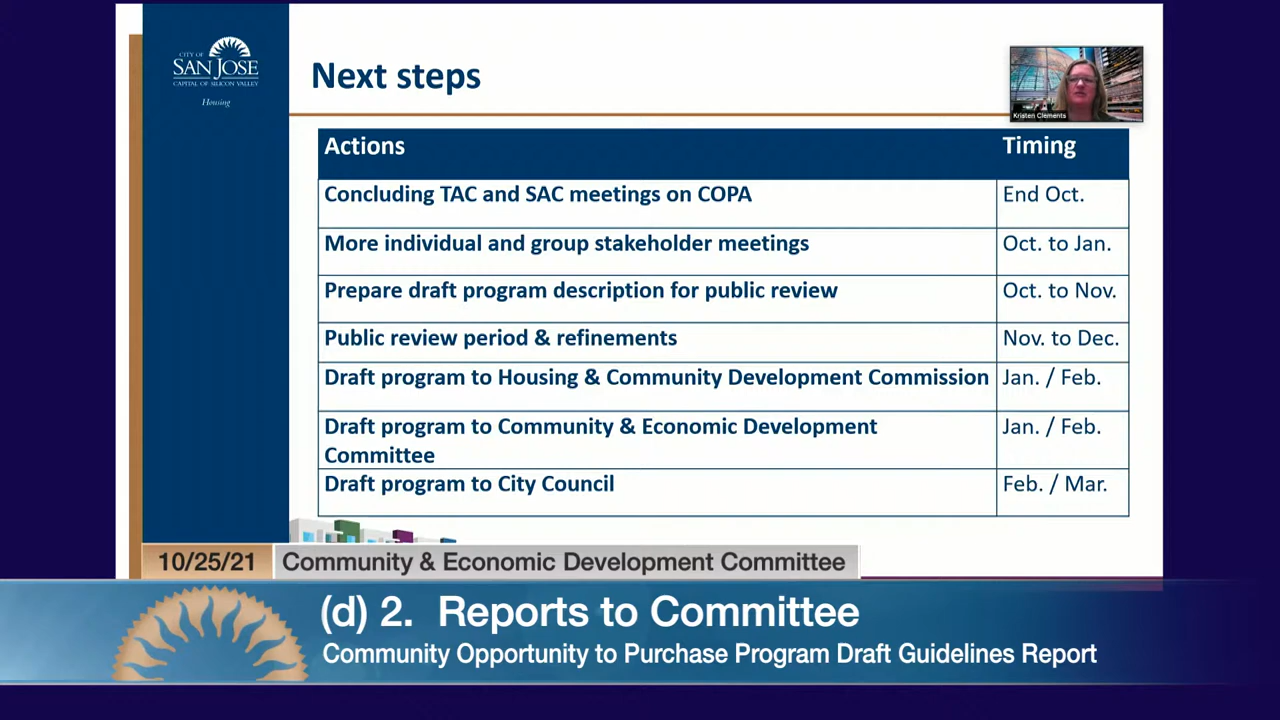 CITY OF
SAN JOSE
CAPITAL OF SILICON VALLEY
Housing
Next steps
Kristen Clements
Actions Timing
Concluding TAC and SAC meetings on COPA End Oct.
More individual and group stakeholder meetings Oct. to Jan.
Prepare draft program description for public review Oct. to Nov.
Public review period & refinements Nov. to Dec.
Draft program to Housing & Community Development Commission Jan. / Feb.
Draft program to Community & Economic Development Jan. / Feb.
Committee
Draft program to City Council Feb. / Mar.
10/25/21 Community & Economic Development Committee
(d) 2. Reports to Committee
Community Opportunity to Purchase Program Draft Guidelines Report